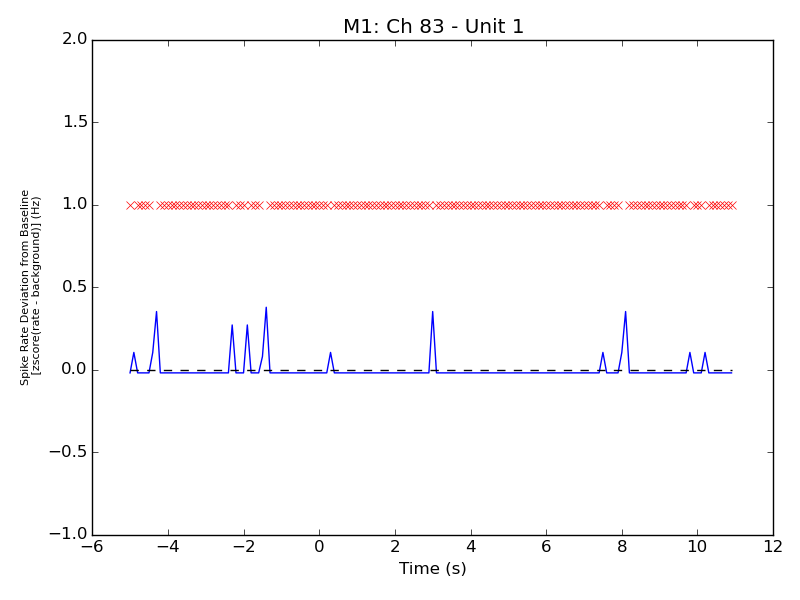 M1: Ch 83 - Unit 1
2.0
1.5
1.0
0.5
0.0
−0.5
−1.0
Spike Rate Deviation from Baseline
[zscore(rate - background)] (Hz)
−6 −4 −2 0 2 4 6 8 10 12
Time (s)